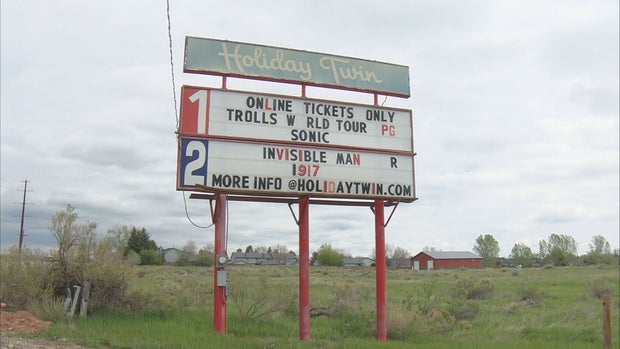 Holiday Twin
1 ONLINE TICKETS ONLY
TROLLS W RLD TOUR PG
SONIC
2 INVISIBLE MAN R
1917
MORE INFO @HOLIDAYTWIN.COM